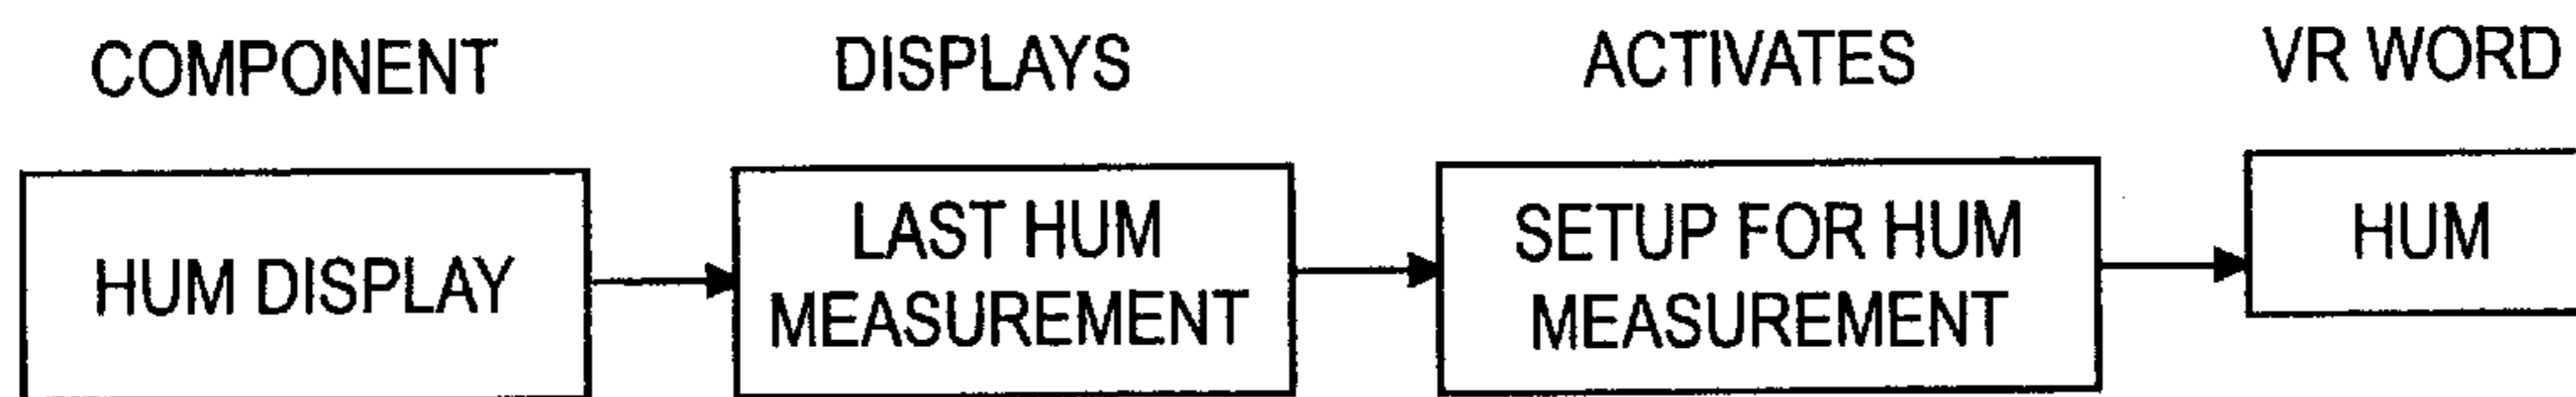 COMPONENT DISPLAYS ACTIVATES VR WORD
HUM DISPLAY
LAST HUM
MEASUREMENT
SETUP FOR HUM
MEASUREMENT
HUM